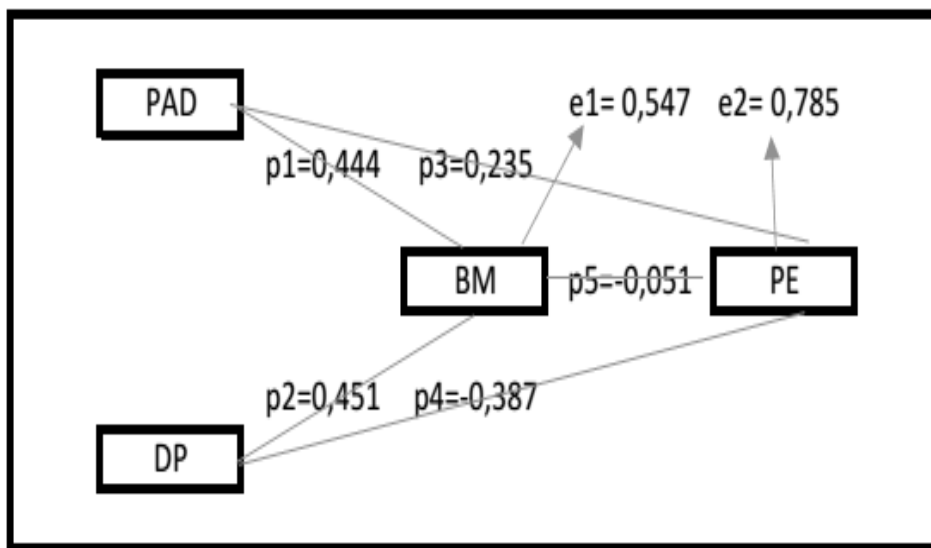 PAD
e1= 0,547 e2= 0,785
p1=0,444 p3=0,235
BM
p5=-0,051
PE
p2=0,451 p4=-0,387
DP